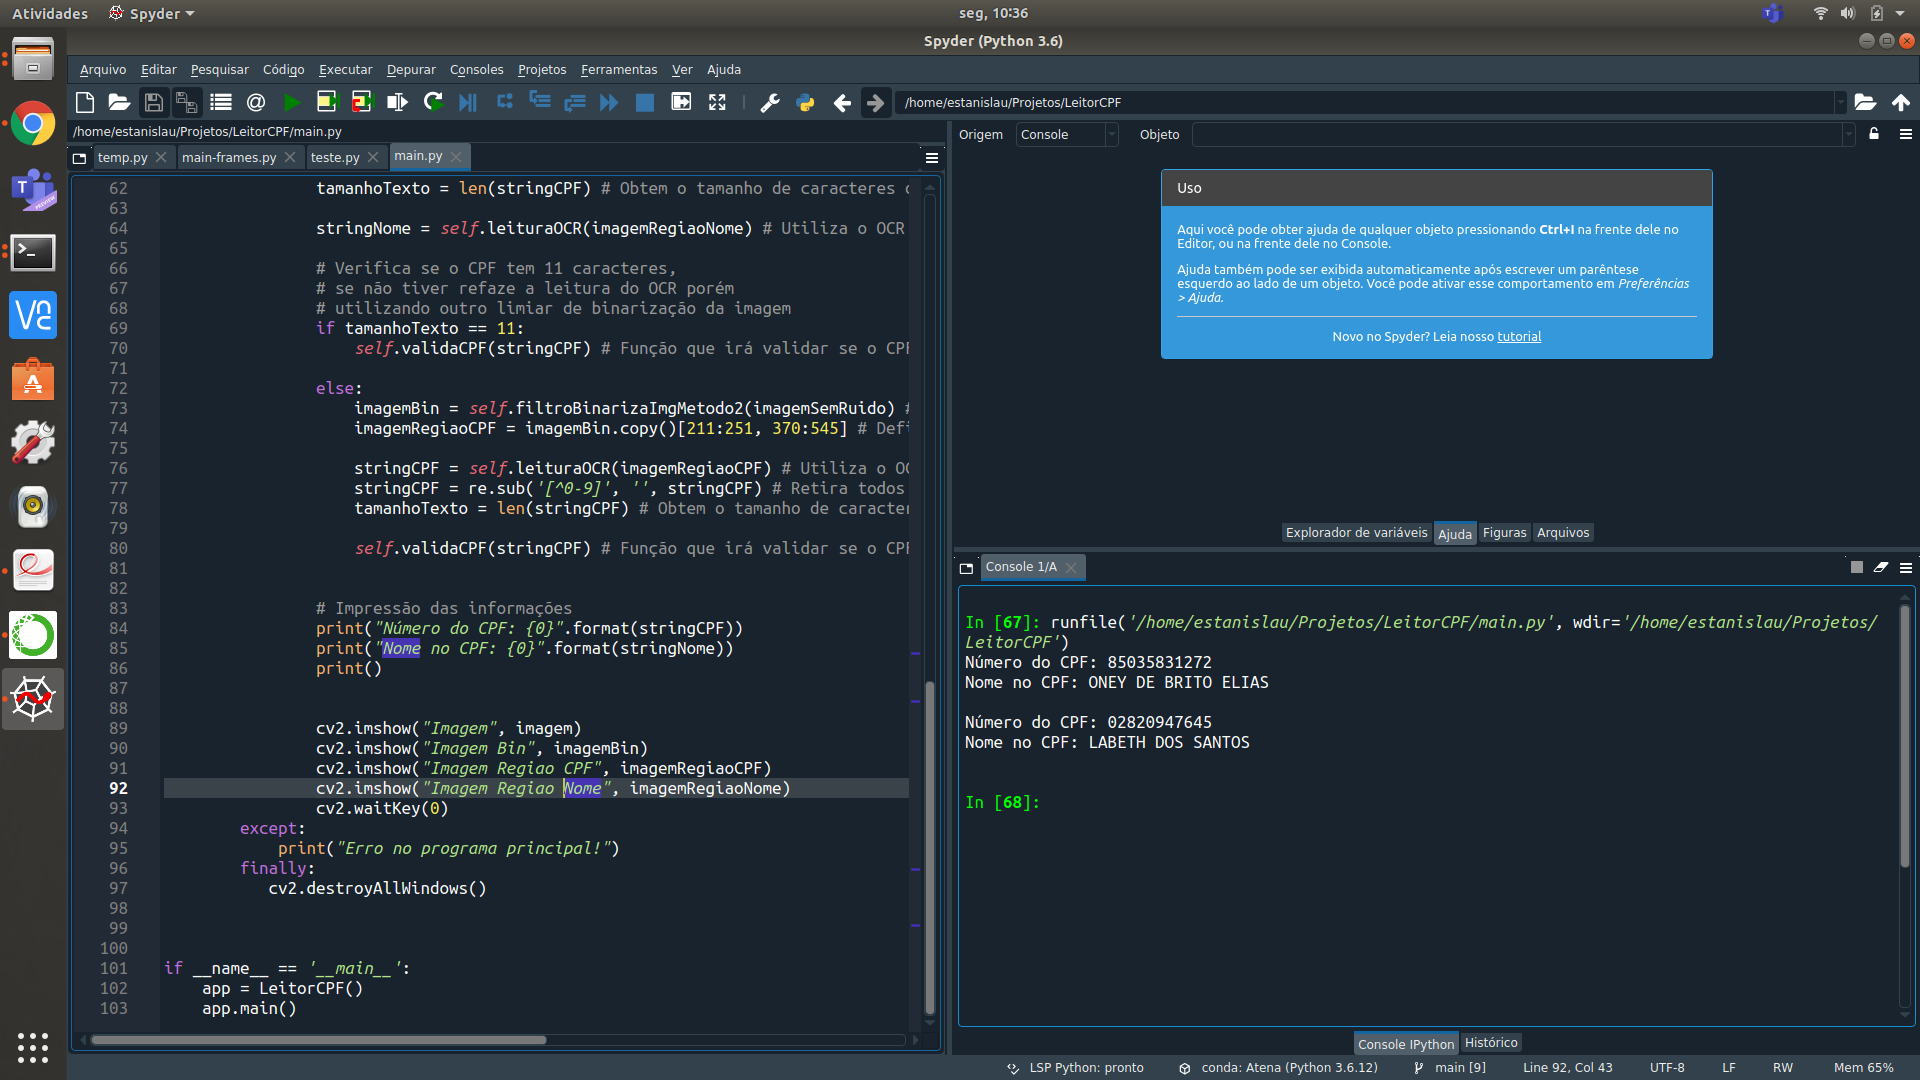 Atividades
Spyder
seg, 10:36
Spyder (Python 3.6)
Arquivo Editar Pesquisar Código Executar Depurar Consoles Projetos Ferramentas Ver Ajuda
/home/estanislau/Projetos/LeitorCPF
/home/estanislau/Projetos/LeitorCPF/main.py
temp.py main-frames.py teste.py main.py
62 tamanhoTexto = len(stringCPF) # Obtem o tamanho de caracteres
63
64 stringNome = self.leituraOCR(imagemRegiaoNome) # Utiliza o OCR
65
66 # Verifica se o CPF tem 11 caracteres,
67 # se não tiver refaze a leitura do OCR porém
68 # utilizando outro limiar de binarização da imagem
69 if tamanhoTexto == 11:
70 self.validaCPF(stringCPF) # Função que irá validar se o CPF
71
72 else:
73 imagemBin = self.filtroBinarizaImgMetodo2(imagemSemRuido) #
74 imagemRegiaoCPF = imagemBin.copy()[211:251, 370:545] # Defi
75
76 stringCPF = self.leituraOCR(imagemRegiaoCPF) # Utiliza o OC
77 stringCPF = re.sub('[^0-9]', '', stringCPF) # Retira todos
78 tamanhoTexto = len(stringCPF) # Obtem o tamanho de caracter
79
80 self.validaCPF(stringCPF) # Função que irá validar se o CPF
81
82
83 # Impressão das informações
84 print("Número do CPF: {0}".format(stringCPF))
85 print("Nome no CPF: {0}".format(stringNome))
86 print()
87
88
89 cv2.imshow("Imagem", imagem)
90 cv2.imshow("Imagem Bin", imagemBin)
91 cv2.imshow("Imagem Regiao CPF", imagemRegiaoCPF)
92 cv2.imshow("Imagem Regiao Nome", imagemRegiaoNome)
93 cv2.waitKey(0)
94 except:
95 print("Erro no programa principal!")
96 finally:
97 cv2.destroyAllWindows()
98
99
100
101 if __name__ == '__main__':
102 app = LeitorCPF()
103 app.main()
Origem Console Objeto
Uso
Aqui você pode obter ajuda de qualquer objeto pressionando Ctrl+I na frente dele no
Editor, ou na frente dele no Console.
Ajuda também pode ser exibida automaticamente após escrever um parêntese
esquerdo ao lado de um objeto. Você pode ativar esse comportamento em Preferências
> Ajuda.
Novo no Spyder? Leia nosso tutorial
Explorador de variáveis Ajuda Figuras Arquivos
Console 1/A
In [67]: runfile('/home/estanislau/Projetos/LeitorCPF/main.py', wdir='/home/estanislau/Projetos/
LeitorCPF')
Número do CPF: 85035831272
Nome no CPF: ONEY DE BRITO ELIAS
Número do CPF: 02820947645
Nome no CPF: LABETH DOS SANTOS
In [68]:
Console IPython Histórico
LSP Python: pronto conda: Atena (Python 3.6.12) main [9] Line 92, Col 43 UTF-8 LF RW Mem 65%